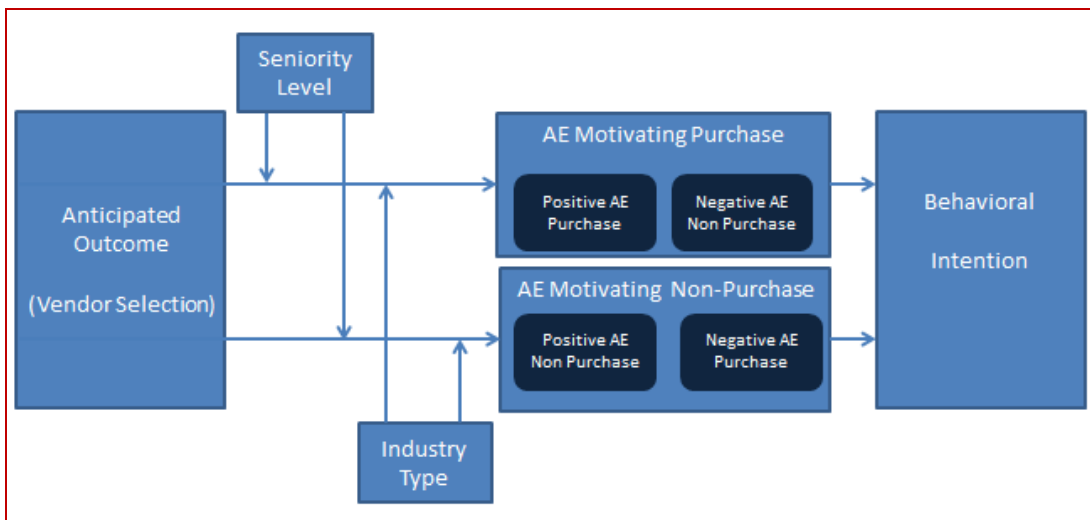 Seniority
Level
Anticipated
Outcome
(Vendor Selection)
AE Motivating Purchase
Positive AE
Purchase
Negative AE
Non Purchase
AE Motivating Non-Purchase
Positive AE
Non Purchase
Negative AE
Purchase
Behavioral
Intention
Industry
Type